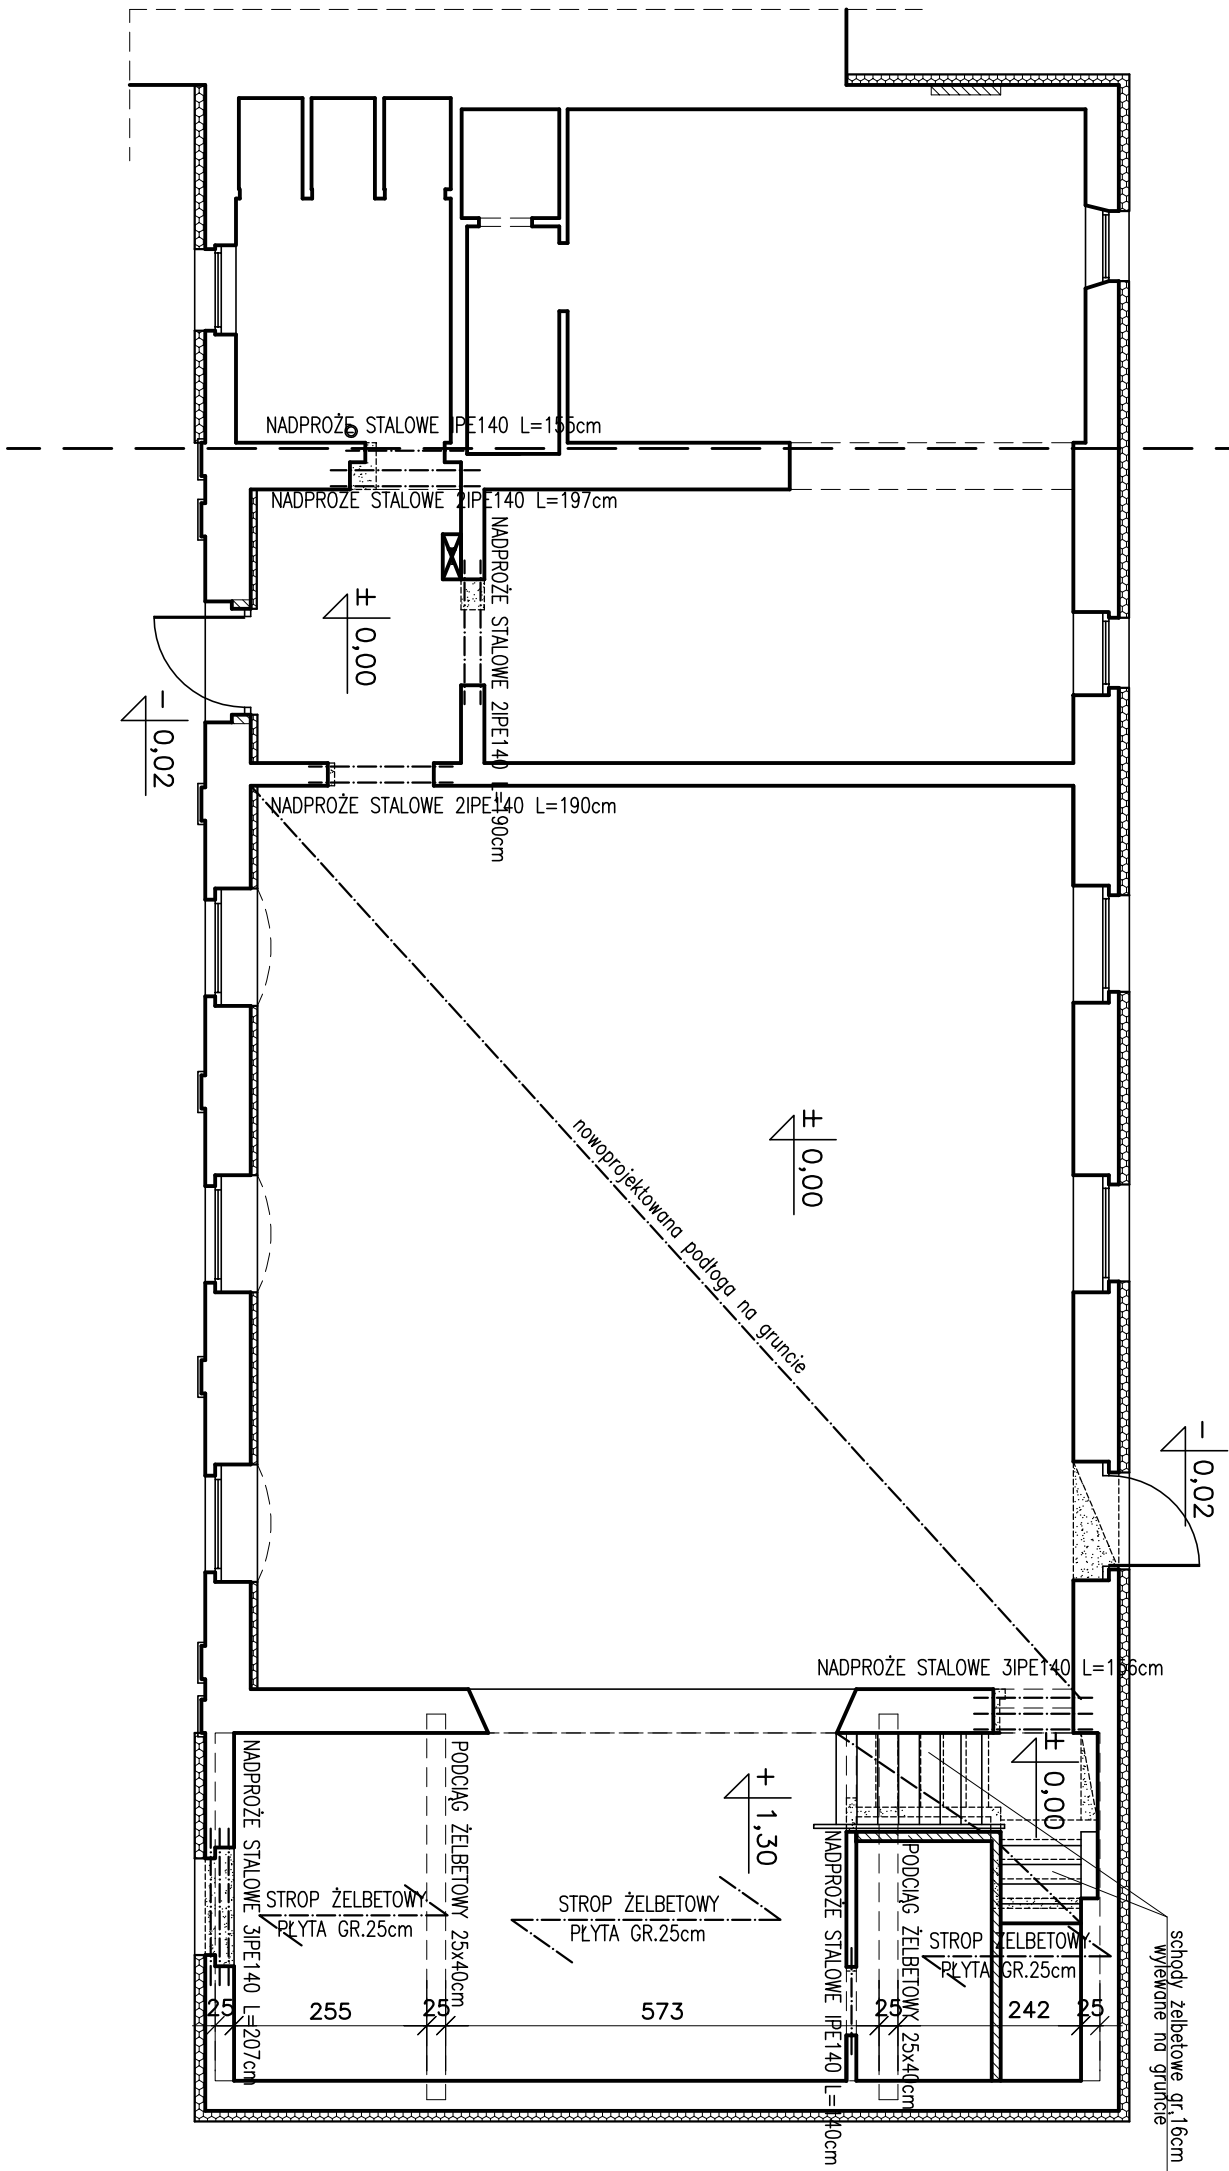 NADPROŻE STALOWE IPE140 L=155cm
NADPROŻE STALOWE 2IPE140 L=197cm
NADPROŻE STALOWE 2IPE140 L=190cm
± 0,00
- 0,02
NADPROŻE STALOWE 2IPE140 L=190cm
± 0,00
nowoprojektowana podłoga na gruncie
- 0,02
NADPROŻE STALOWE 3IPE140 L=156cm
± 0,00
+ 1,30
NADPROŻE STALOWE 3IPE140 L=207cm
PODCIĄG ŻELBETOWY 25x40cm
NADPROŻE STALOWE IPE140 L=140cm
PODCIĄG ŻELBETOWY 25x40cm
STROP ŻELBETOWY
PŁYTA GR.25cm
STROP ŻELBETOWY
PŁYTA GR.25cm
STROP ŻELBETOWY
PŁYTA GR.25cm
schody żelbetowe gr.16cm
wylewane na gruncie
25 255 25 573 25 242 25